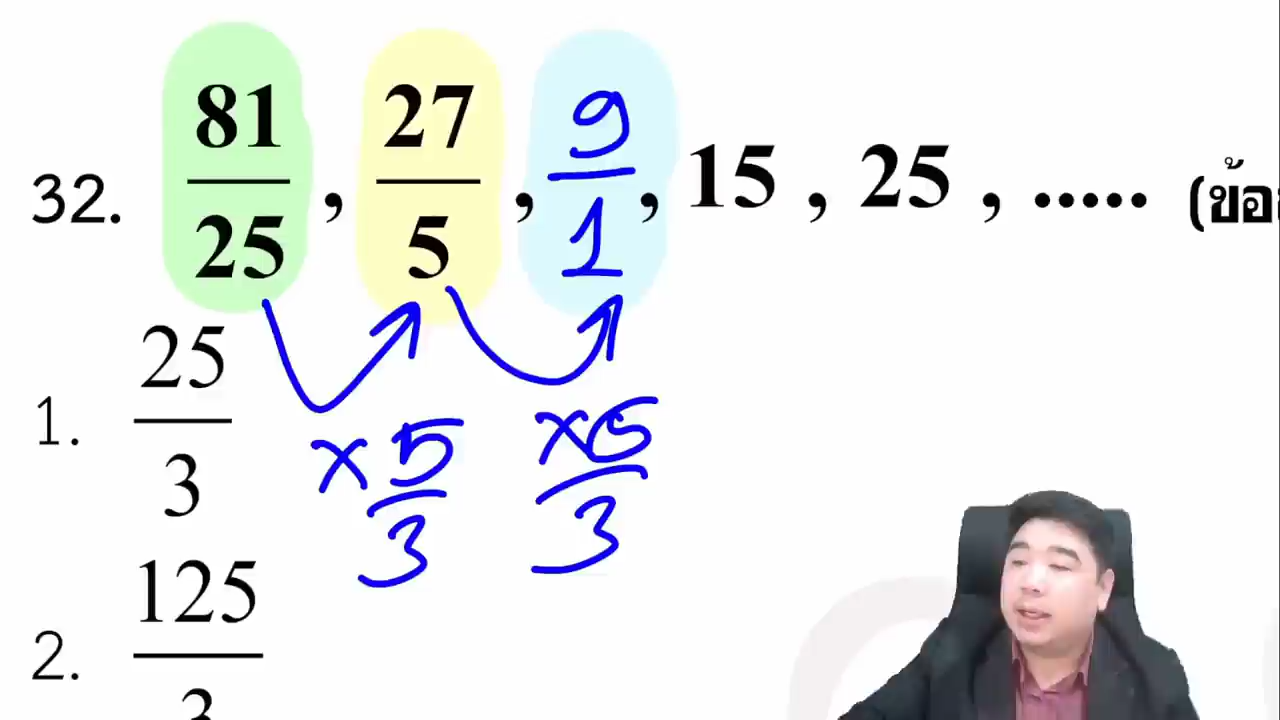 32. 81/25 , 27/5 , 9/1 , 15 , 25 , ..... (ข้อ
×5/3 ×5/3
1. 25/3
2. 125/3